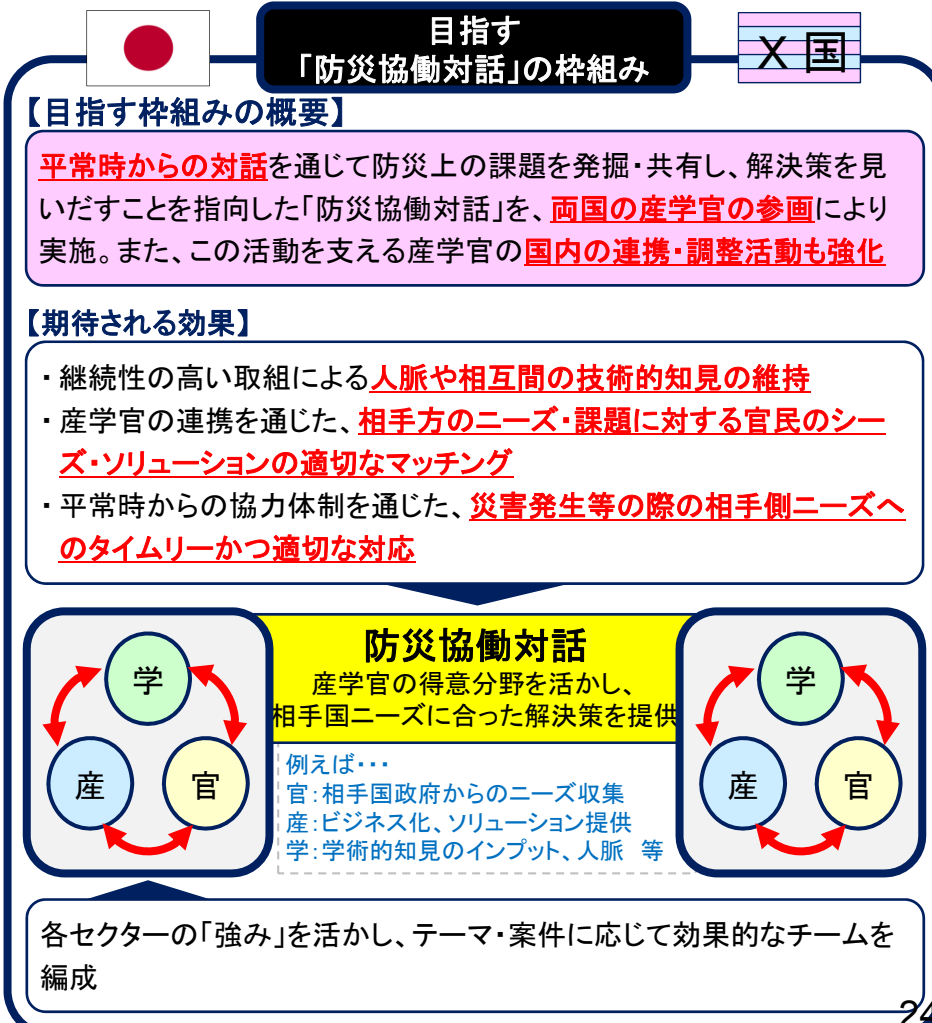 目指す
「防災協働対話」の枠組み
X国
【目指す枠組みの概要】
平常時からの対話を通じて防災上の課題を発掘・共有し、解決策を見
いだすことを指向した「防災協働対話」を、両国の産学官の参画により
実施。また、この活動を支える産学官の国内の連携・調整活動も強化
【期待される効果】
・継続性の高い取組による人脈や相互間の技術的知見の維持
・産学官の連携を通じた、相手方のニーズ・課題に対する官民のシー
ズ・ソリューションの適切なマッチング
・平常時からの協力体制を通じた、災害発生等の際の相手側ニーズへ
のタイムリーかつ適切な対応
学
産
官
防災協働対話
産学官の得意分野を活かし、
相手国ニーズに合った解決策を提供
例えば・・・
官:相手国政府からのニーズ収集
産:ビジネス化、ソリューション提供
学:学術的知見のインプット、人脈 等
学
産
官
各セクターの「強み」を活かし、テーマ・案件に応じて効果的なチームを
編成
24